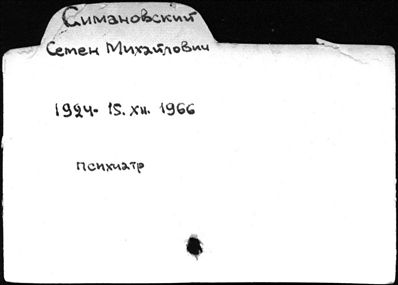 Симановский
Семен Михайлович
1924- 15. XII. 1966
психиатр